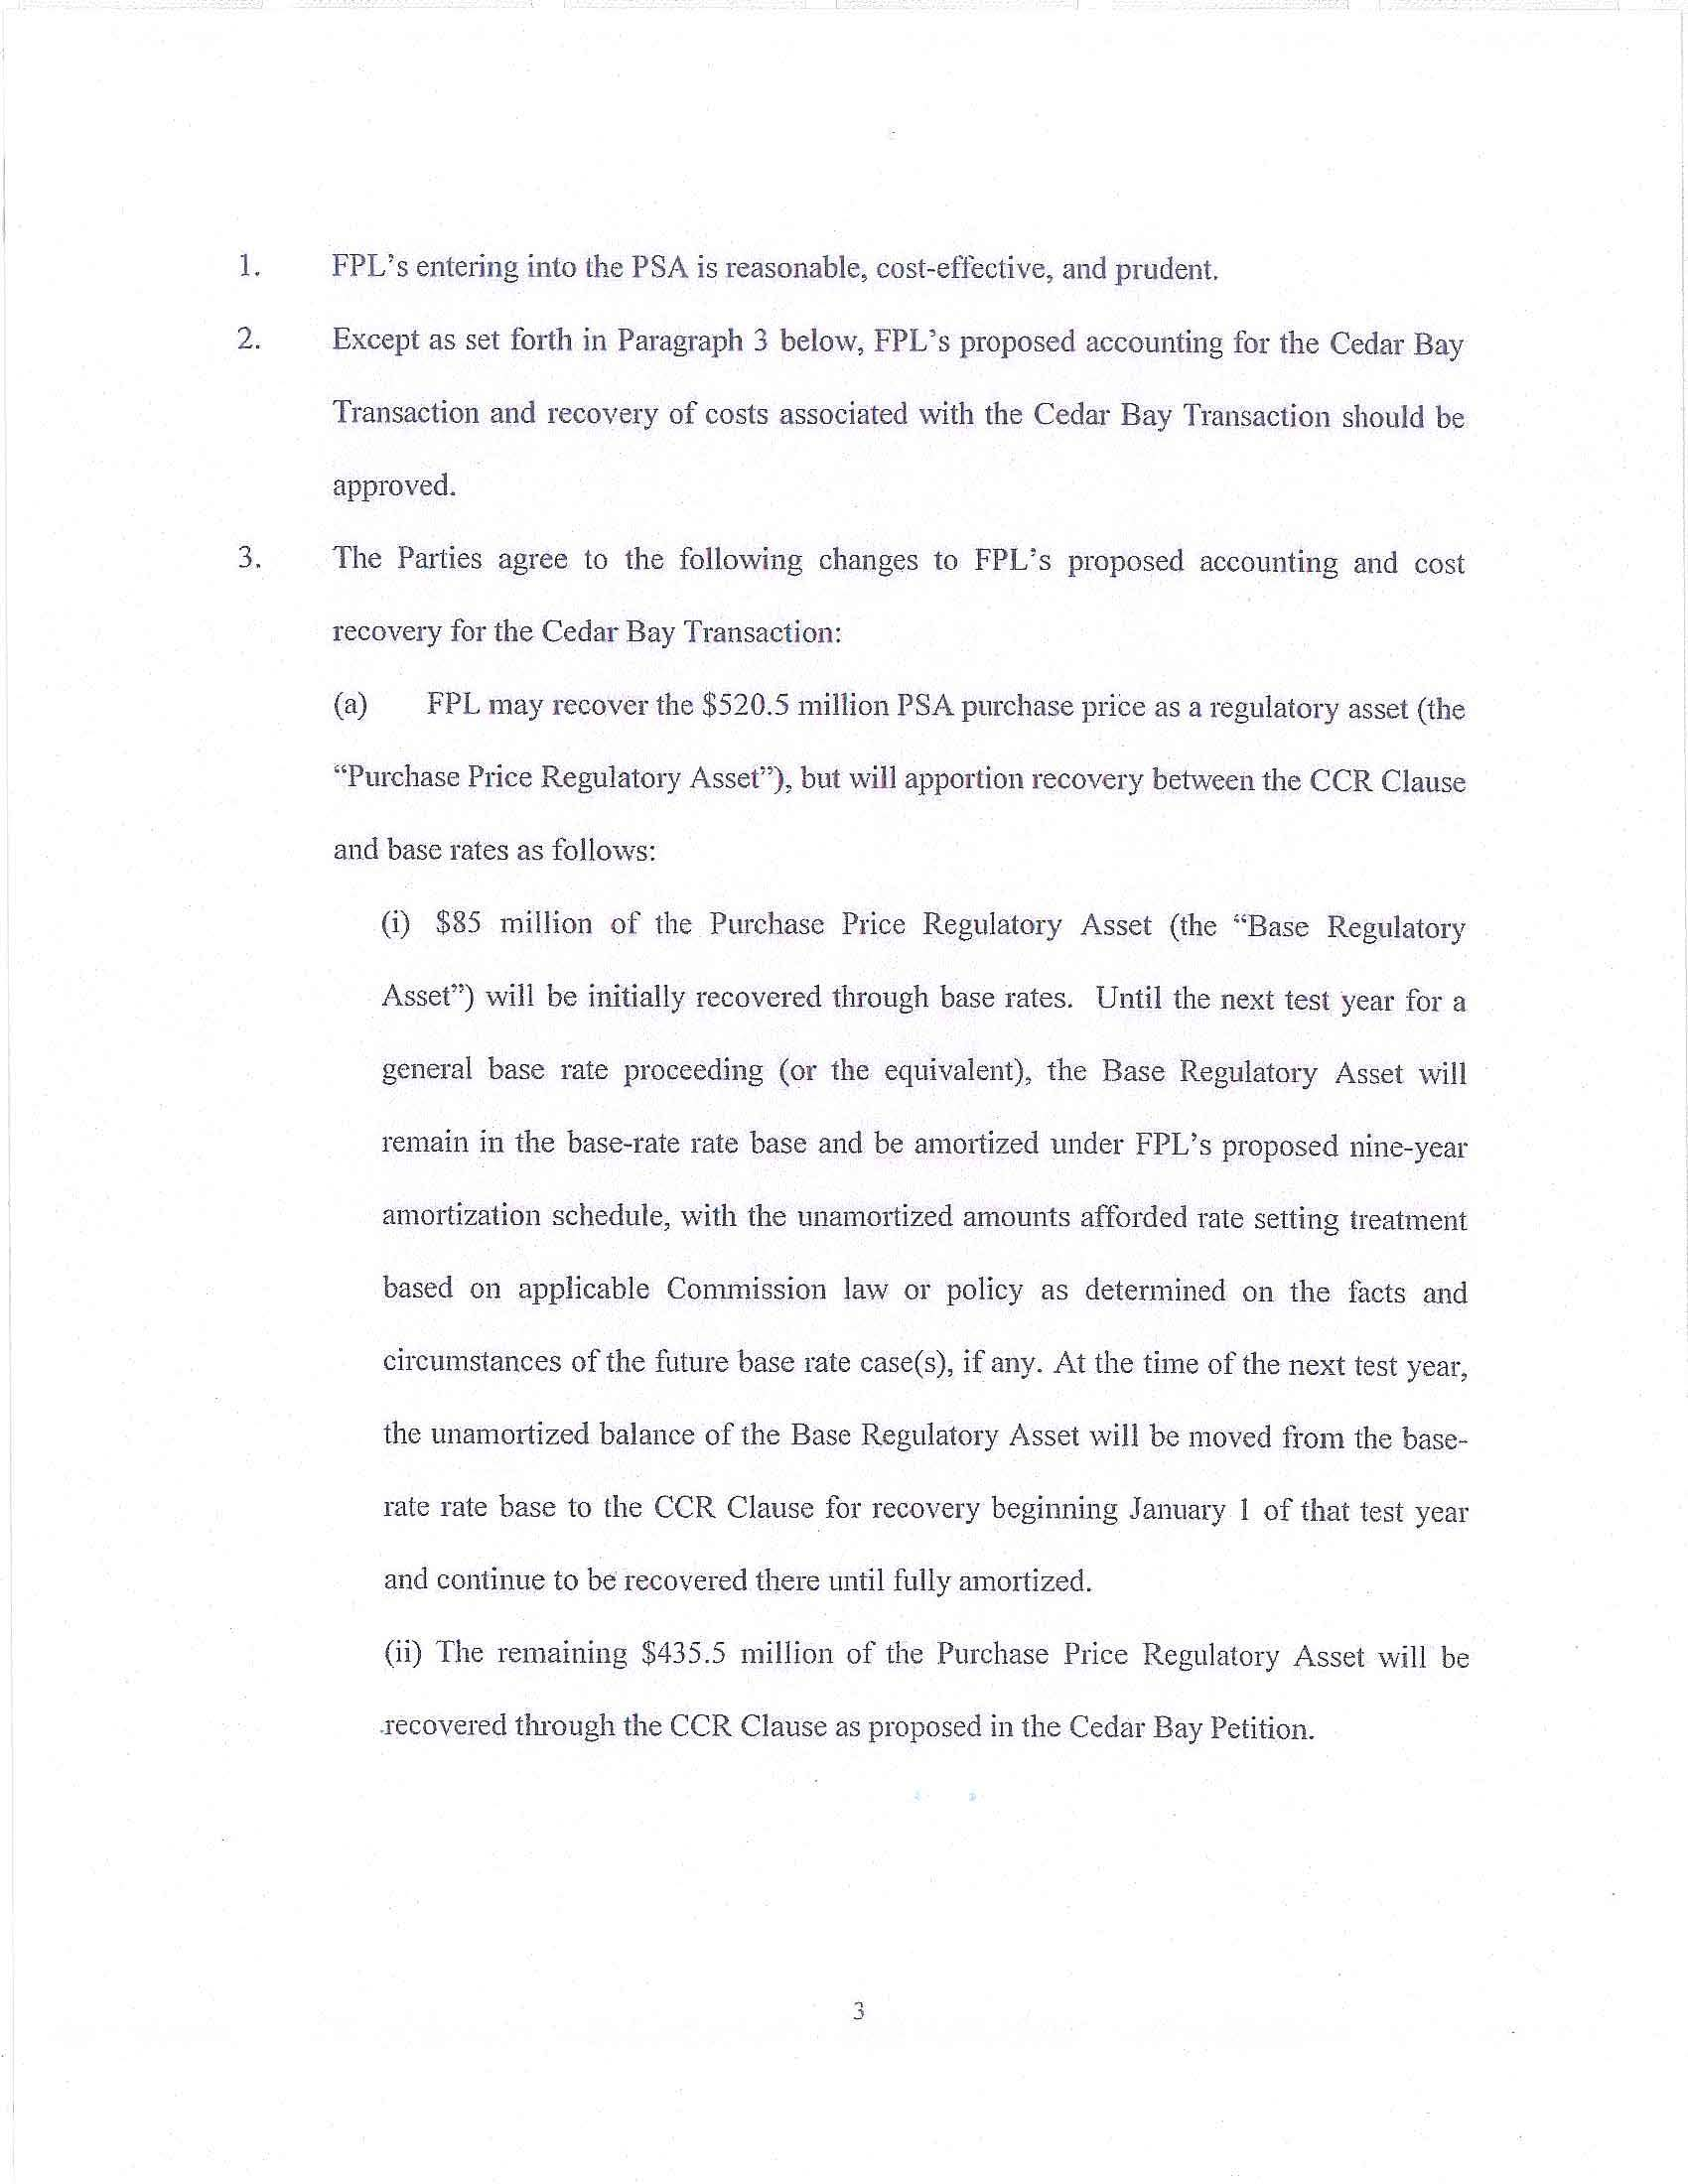 1. FPL's entering into the PSA is reasonable, cost-effective, and prudent.
2. Except as set forth in Paragraph 3 below, FPL's proposed accounting for the Cedar Bay
Transaction and recovery of costs associated with the Cedar Bay Transaction should be
approved.
3. The Parties agree to the following changes to FPL's proposed accounting and cost
recovery for the Cedar Bay Transaction:
(a) FPL may recover the $520.5 million PSA purchase price as a regulatory asset (the
“Purchase Price Regulatory Asset”), but will apportion recovery between the CCR Clause
and base rates as follows:
(i) $85 million of the Purchase Price Regulatory Asset (the “Base Regulatory
Asset”) will be initially recovered through base rates. Until the next test year for a
general base rate proceeding (or the equivalent), the Base Regulatory Asset will
remain in the base-rate rate base and be amortized under FPL's proposed nine-year
amortization schedule, with the unamortized amounts afforded rate setting treatment
based on applicable Commission law or policy as determined on the facts and
circumstances of the future base rate case(s), if any. At the time of the next test year,
the unamortized balance of the Base Regulatory Asset will be moved from the base-
rate rate base to the CCR Clause for recovery beginning January 1 of that test year
and continue to be recovered there until fully amortized.
(ii) The remaining $435.5 million of the Purchase Price Regulatory Asset will be
recovered through the CCR Clause as proposed in the Cedar Bay Petition.
3